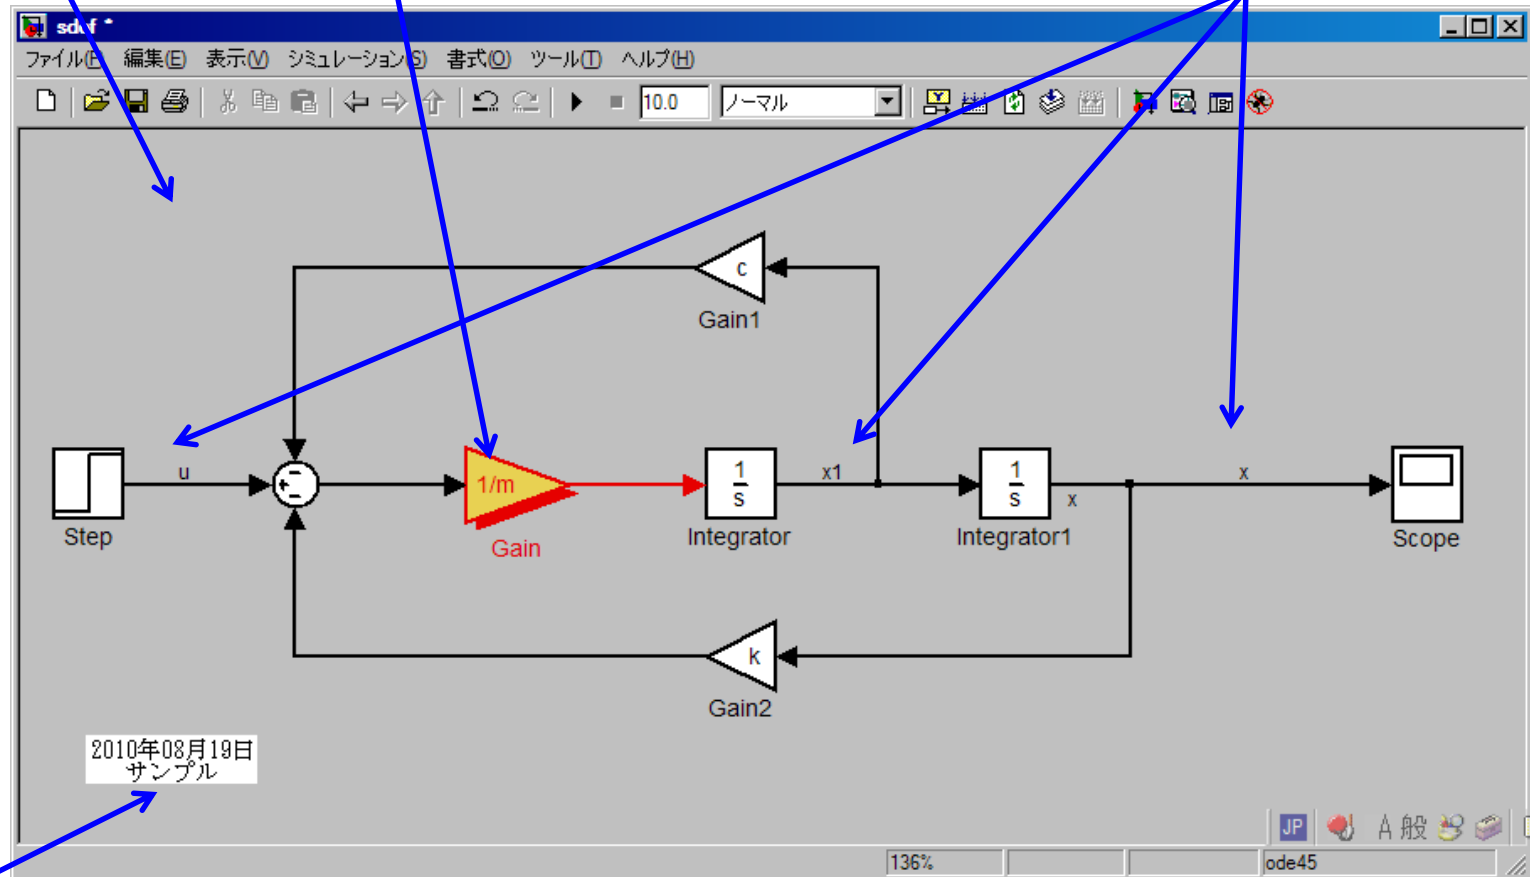 sdof *
ファイル(F) 編集(E) 表示(V) シミュレーション(S) 書式(O) ツール(T) ヘルプ(H)
10.0 ノーマル
c
Gain1
u
1/m
1
s
x1
1
s
x
x
Step
Gain
Integrator
Integrator1
Scope
k
Gain2
2010年08月19日
サンプル
JP A 般
136% ode45